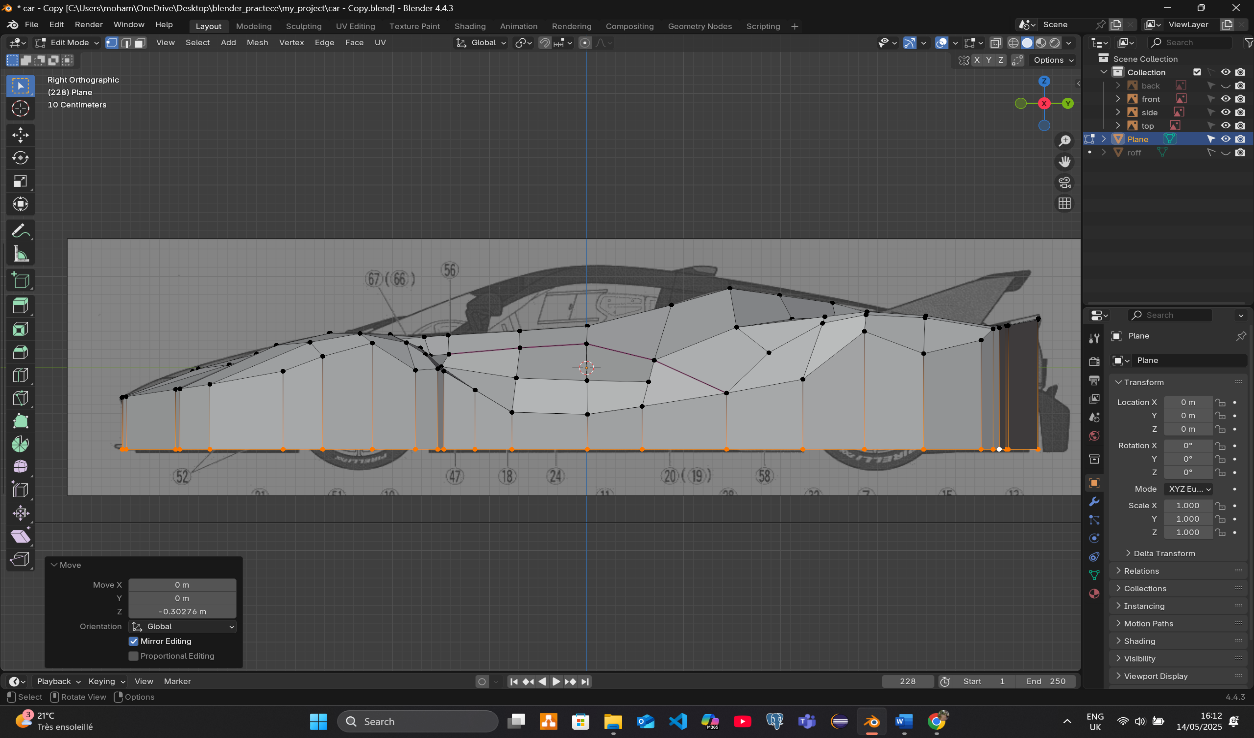 * car - Copy [C:\Users\moham\OneDrive\Desktop\blender_practece\my_project\car - Copy.blend] - Blender 4.4.3
File Edit Render Window Help
Layout Modeling Sculpting UV Editing Texture Paint Shading Animation Rendering Compositing Geometry Nodes Scripting +
Scene
ViewLayer
Edit Mode
View Select Add Mesh Vertex Edge Face UV
Global
X Y Z
Options
Search
Right Orthographic
(228) Plane
10 Centimeters
Z
X
Y
Scene Collection
Collection
back
front
side
top
Plane
roff
67(66)
56
52
47
18
24
20(19)
58
PIRELLI
Search
Plane
Plane
Transform
Location X 0 m
Y 0 m
Z 0 m
Rotation X 0°
Y 0°
Z 0°
Mode XYZ Eu...
Scale X 1.000
Y 1.000
Z 1.000
Delta Transform
Relations
Collections
Instancing
Motion Paths
Shading
Visibility
Viewport Display
Move
Move X 0 m
Y 0 m
Z -0.30276 m
Orientation Global
Mirror Editing
Proportional Editing
Playback Keying View Marker
228
Start 1
End 250
Select
Rotate View
Options
4.4.3
3
21°C
Très ensoleillé
Search
ENG
UK
16:12
14/05/2025